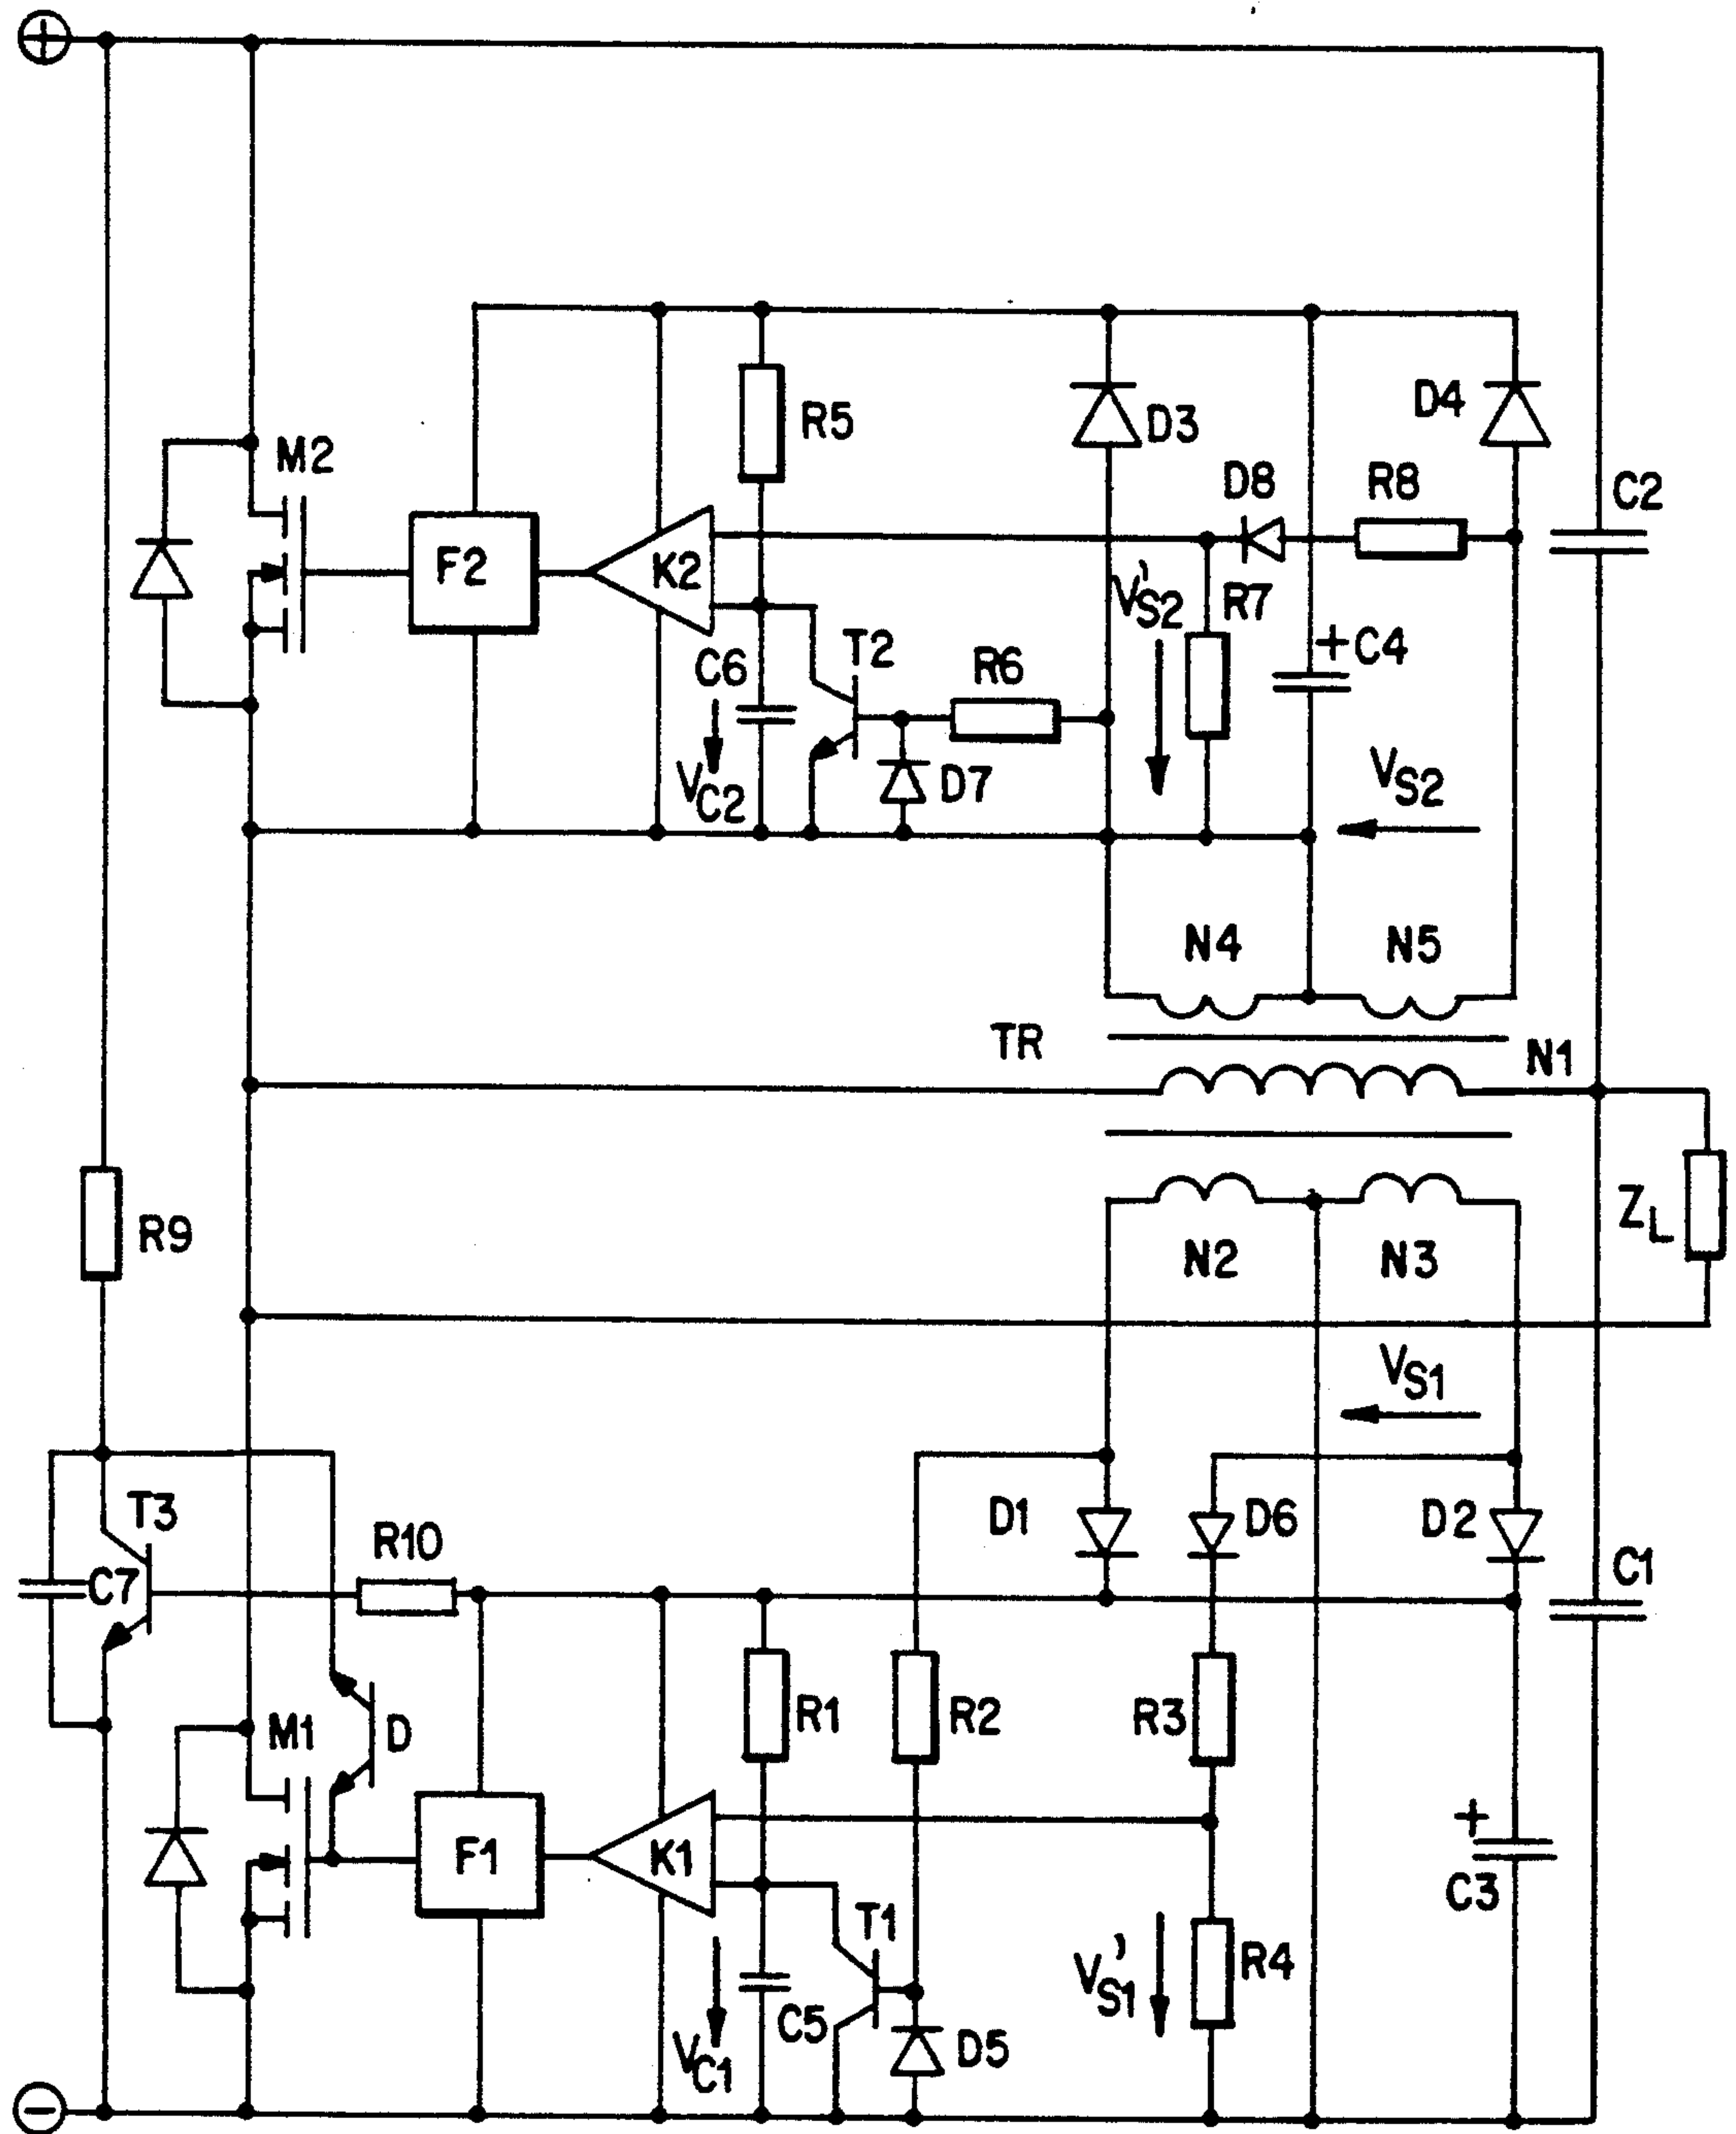 +
M2
R5
D3
D4
D8
R8
C2
F2
K2
V'S2
R7
+
C4
T2
R6
C6
VC2
D7
VS2
N4
N5
TR
N1
R9
N2
N3
ZL
VS1
T3
R10
D1
D6
D2
C7
C1
M1
D
R1
R2
R3
F1
K1
+
C3
T1
V'S1
R4
VC1
C5
D5
−